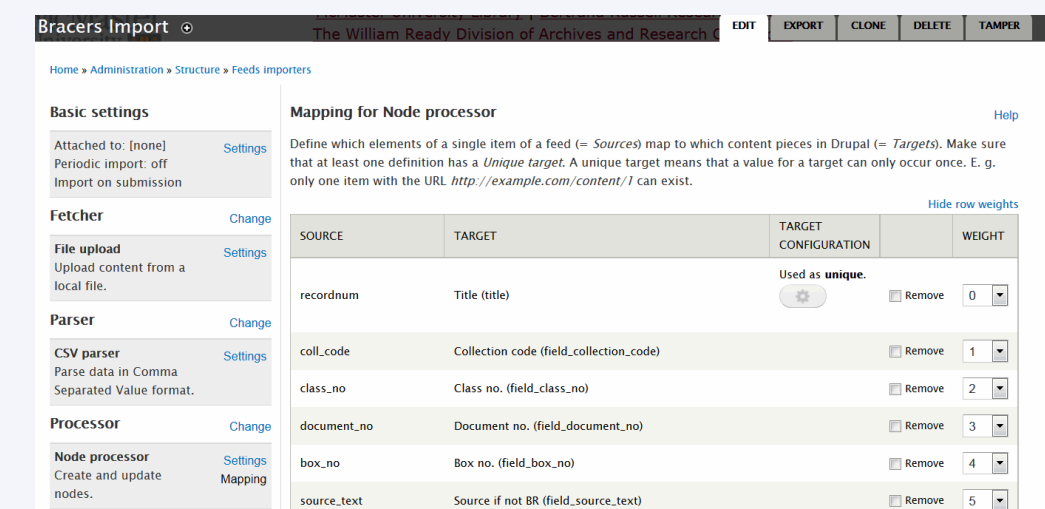 Bracers Import
The William Ready Division of Archives and Research
EDIT
EXPORT
CLONE
DELETE
TAMPER
Home » Administration » Structure » Feeds importers
Basic settings
Attached to: [none]
Settings
Periodic import: off
Import on submission
Fetcher
Change
File upload
Settings
Upload content from a
local file.
Parser
Change
CSV parser
Settings
Parse data in Comma
Separated Value format.
Processor
Change
Node processor
Settings
Create and update
Mapping
nodes.
Mapping for Node processor
Help
Define which elements of a single item of a feed (= Sources) map to which content pieces in Drupal (= Targets). Make sure
that at least one definition has a Unique target. A unique target means that a value for a target can only occur once. E. g.
only one item with the URL http://example.com/content/1 can exist.
Hide row weights
SOURCE TARGET TARGET WEIGHT
CONFIGURATION
Used as unique.
recordnum Title (title) Remove 0
coll_code Collection code (field_collection_code) Remove 1
class_no Class no. (field_class_no) Remove 2
document_no Document no. (field_document_no) Remove 3
box_no Box no. (field_box_no) Remove 4
source_text Source if not BR (field_source_text) Remove 5